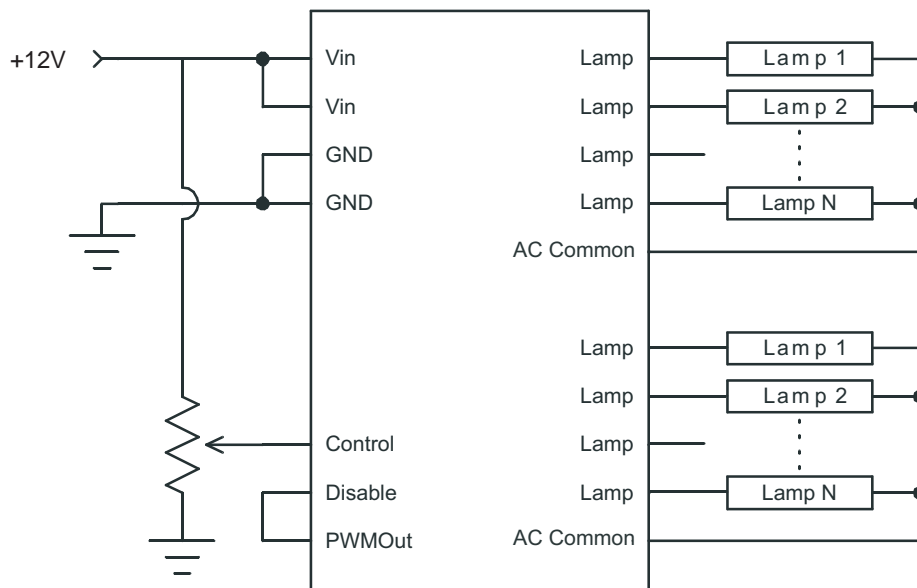 +12V
Vin
Vin
GND
GND
Control
Disable
PWMOut
Lamp
Lamp
Lamp
Lamp
AC Common
Lamp
Lamp
Lamp
Lamp
AC Common
Lamp 1
Lamp 2
Lamp N
Lamp 1
Lamp 2
Lamp N